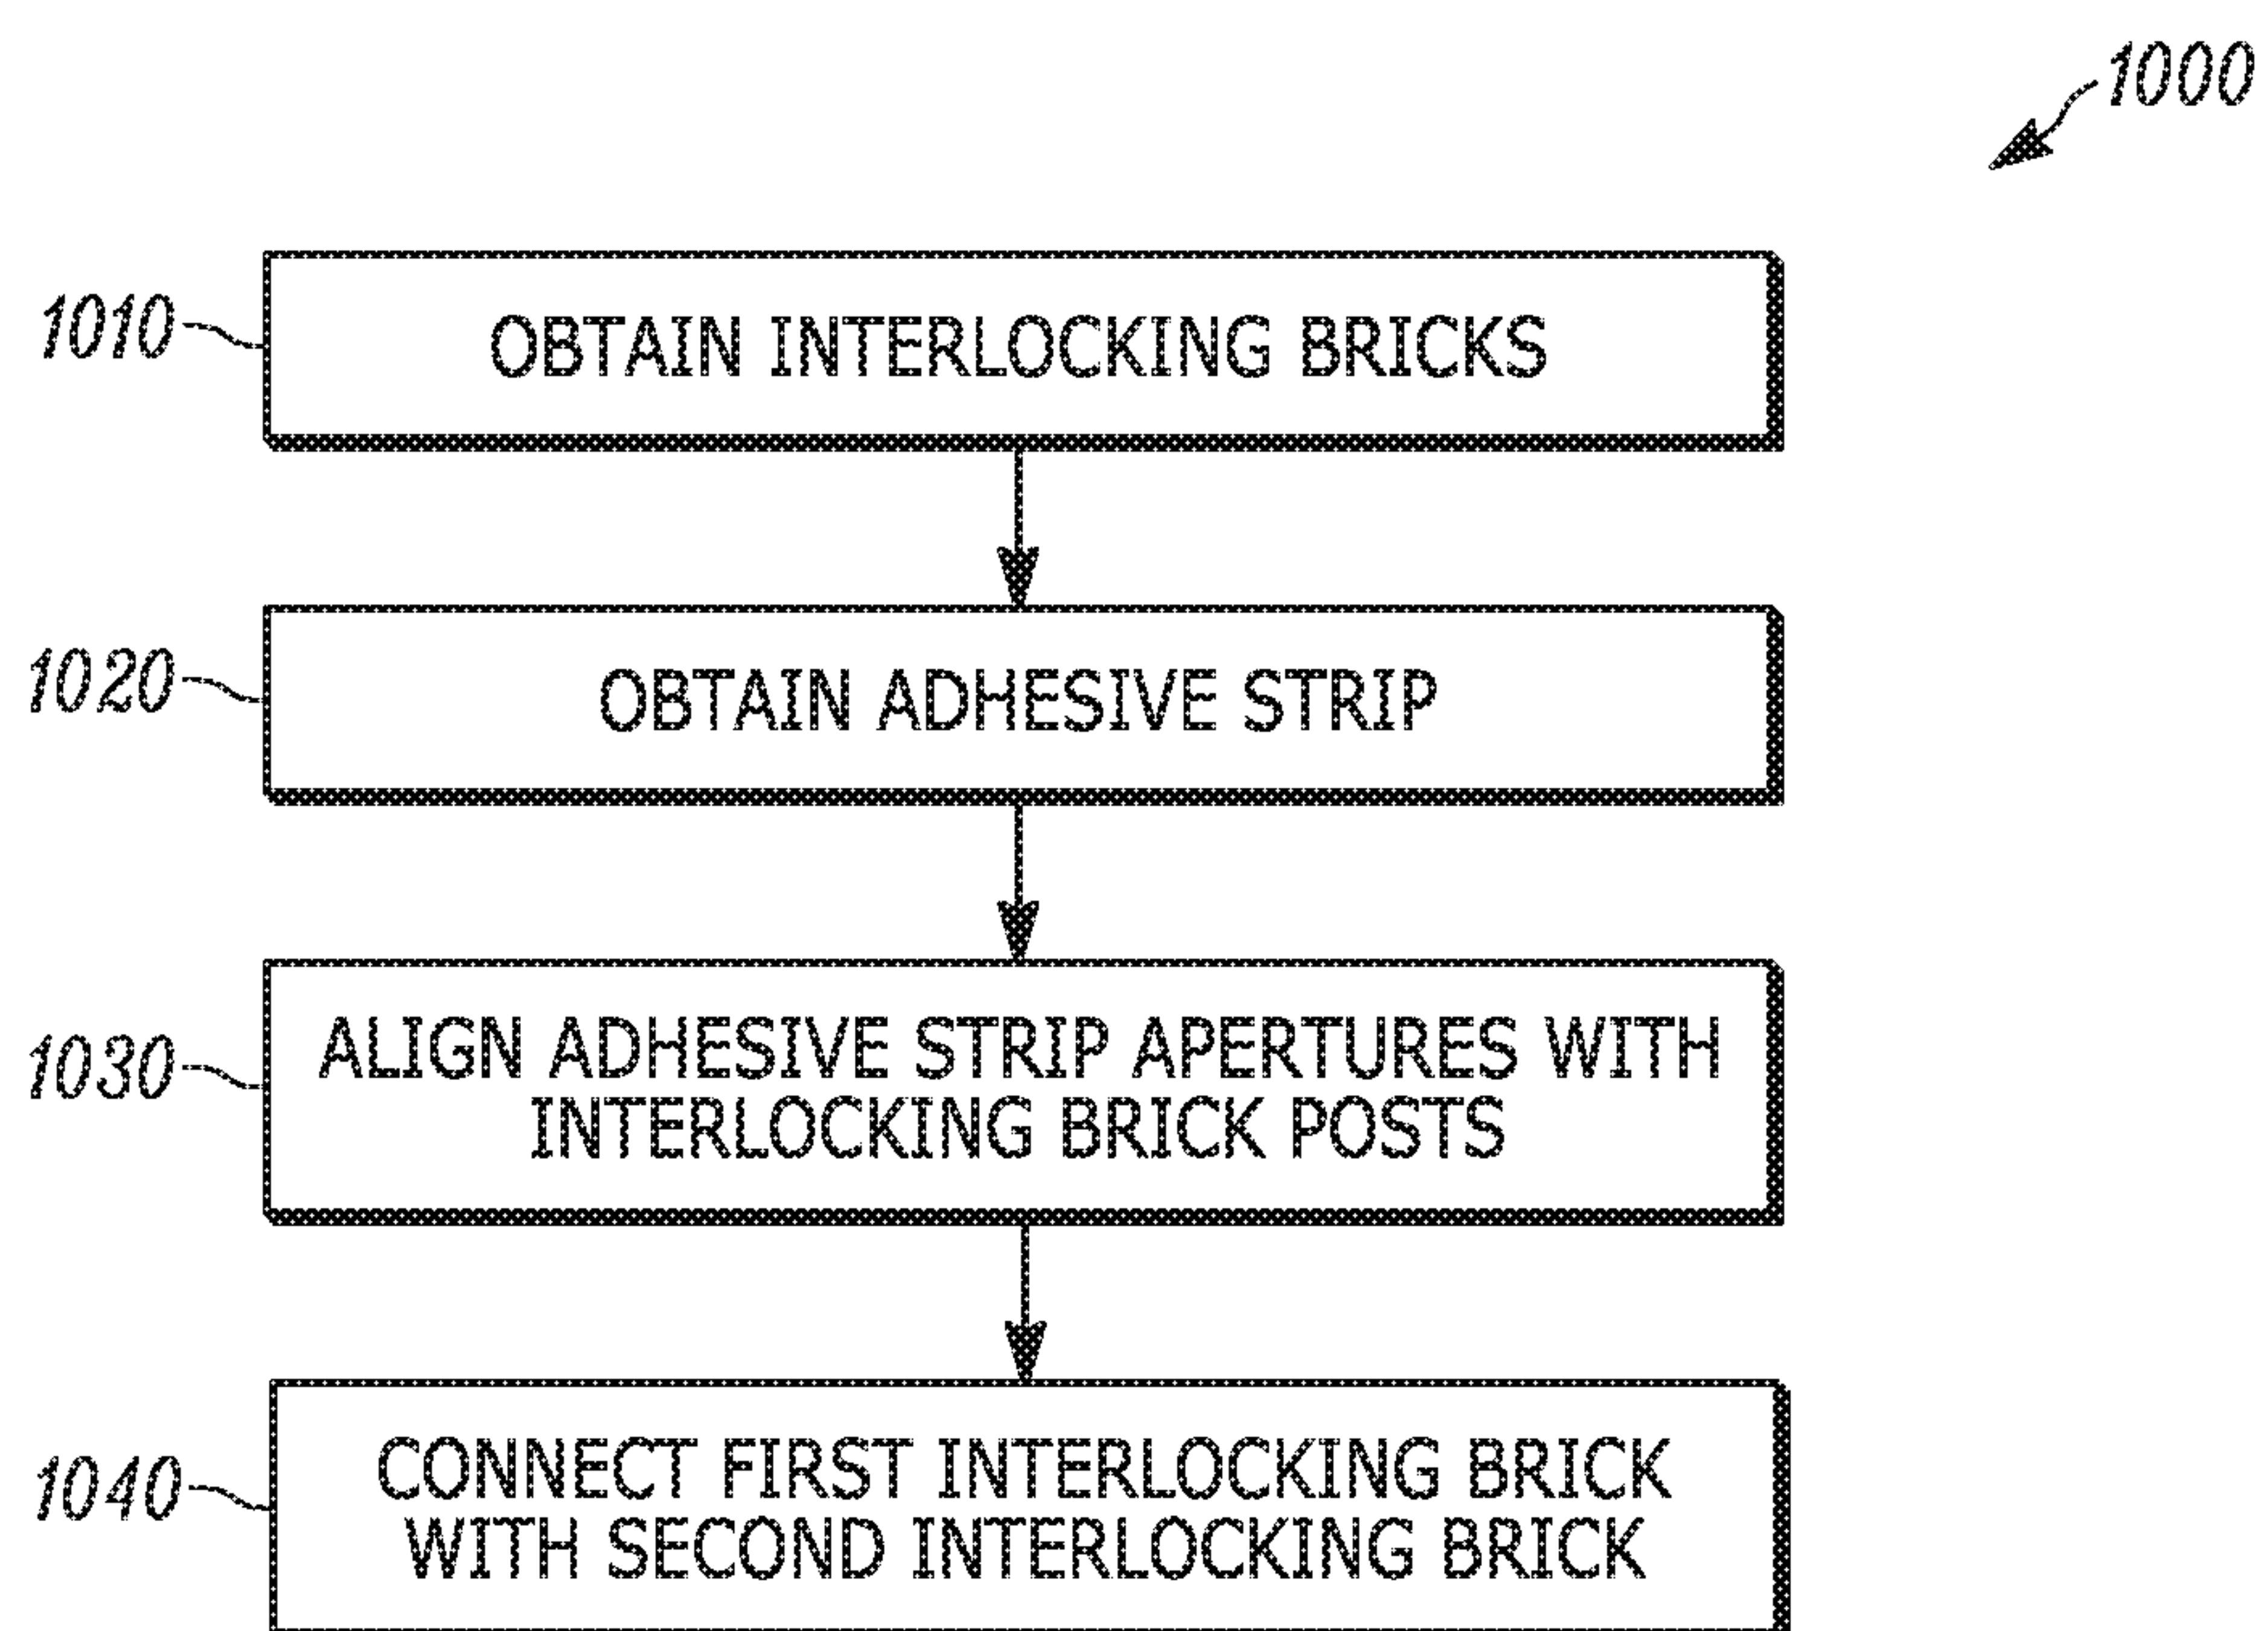 1000
1010
OBTAIN INTERLOCKING BRICKS
1020
OBTAIN ADHESIVE STRIP
1030
ALIGN ADHESIVE STRIP APERTURES WITH
INTERLOCKING BRICK POSTS
1040
CONNECT FIRST INTERLOCKING BRICK
WITH SECOND INTERLOCKING BRICK